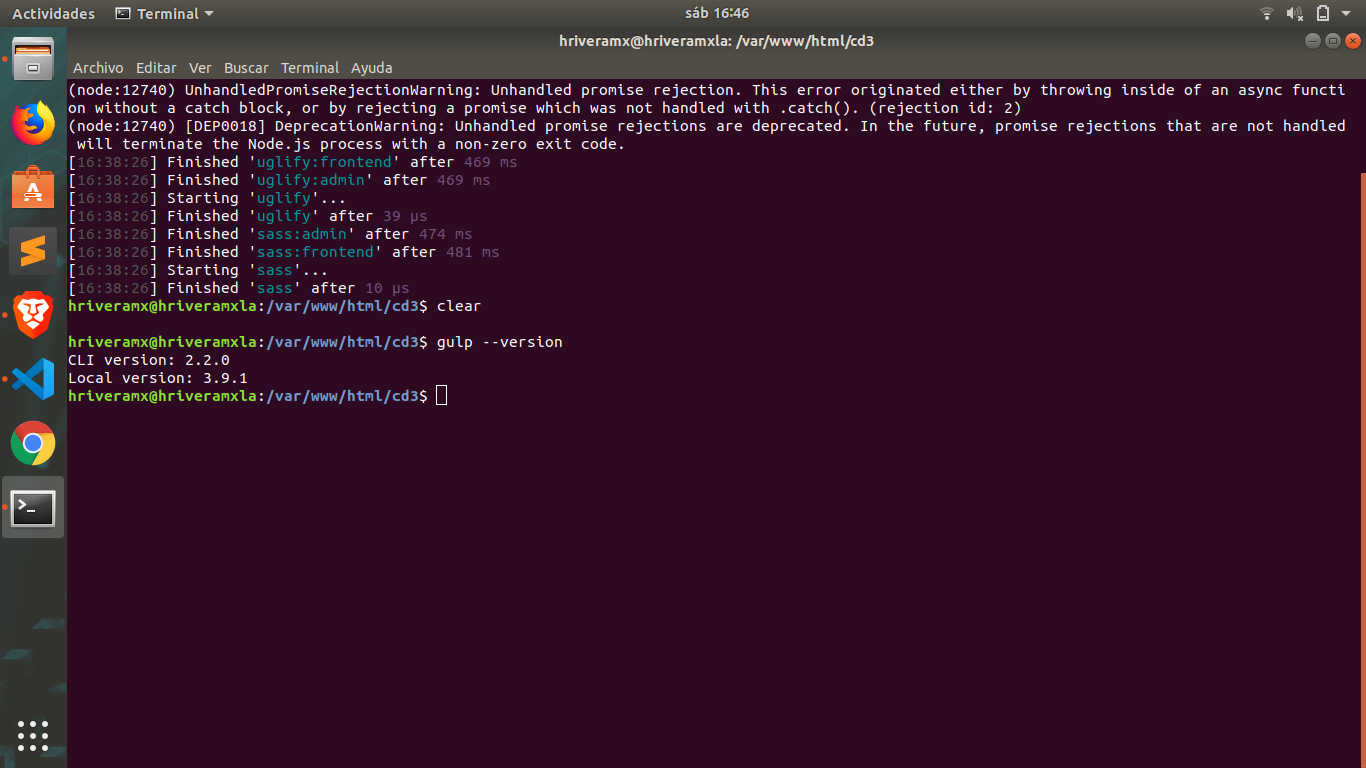 Actividades Terminal sáb 16:46
hriveramx@hriveramxla: /var/www/html/cd3
Archivo Editar Ver Buscar Terminal Ayuda
(node:12740) UnhandledPromiseRejectionWarning: Unhandled promise rejection. This error originated either by throwing inside of an async functi
on without a catch block, or by rejecting a promise which was not handled with .catch(). (rejection id: 2)
(node:12740) [DEP0018] DeprecationWarning: Unhandled promise rejections are deprecated. In the future, promise rejections that are not handled
 will terminate the Node.js process with a non-zero exit code.
[16:38:26] Finished 'uglify:frontend' after 469 ms
[16:38:26] Finished 'uglify:admin' after 469 ms
[16:38:26] Starting 'uglify'...
[16:38:26] Finished 'uglify' after 39 μs
[16:38:26] Finished 'sass:admin' after 474 ms
[16:38:26] Finished 'sass:frontend' after 481 ms
[16:38:26] Starting 'sass'...
[16:38:26] Finished 'sass' after 10 μs
hriveramx@hriveramxla:/var/www/html/cd3$ clear
hriveramx@hriveramxla:/var/www/html/cd3$ gulp --version
CLI version: 2.2.0
Local version: 3.9.1
hriveramx@hriveramxla:/var/www/html/cd3$